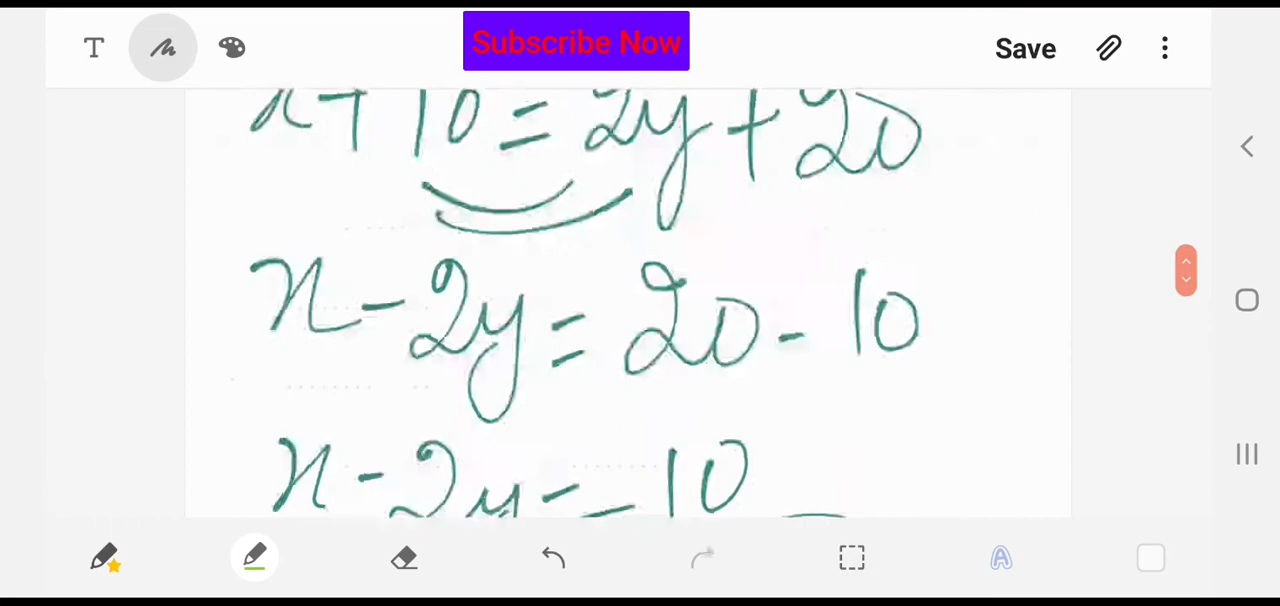 T
Subscribe Now
Save
x + 10 = 2y + 20
x - 2y = 20 - 10
x - 2y = 10
A